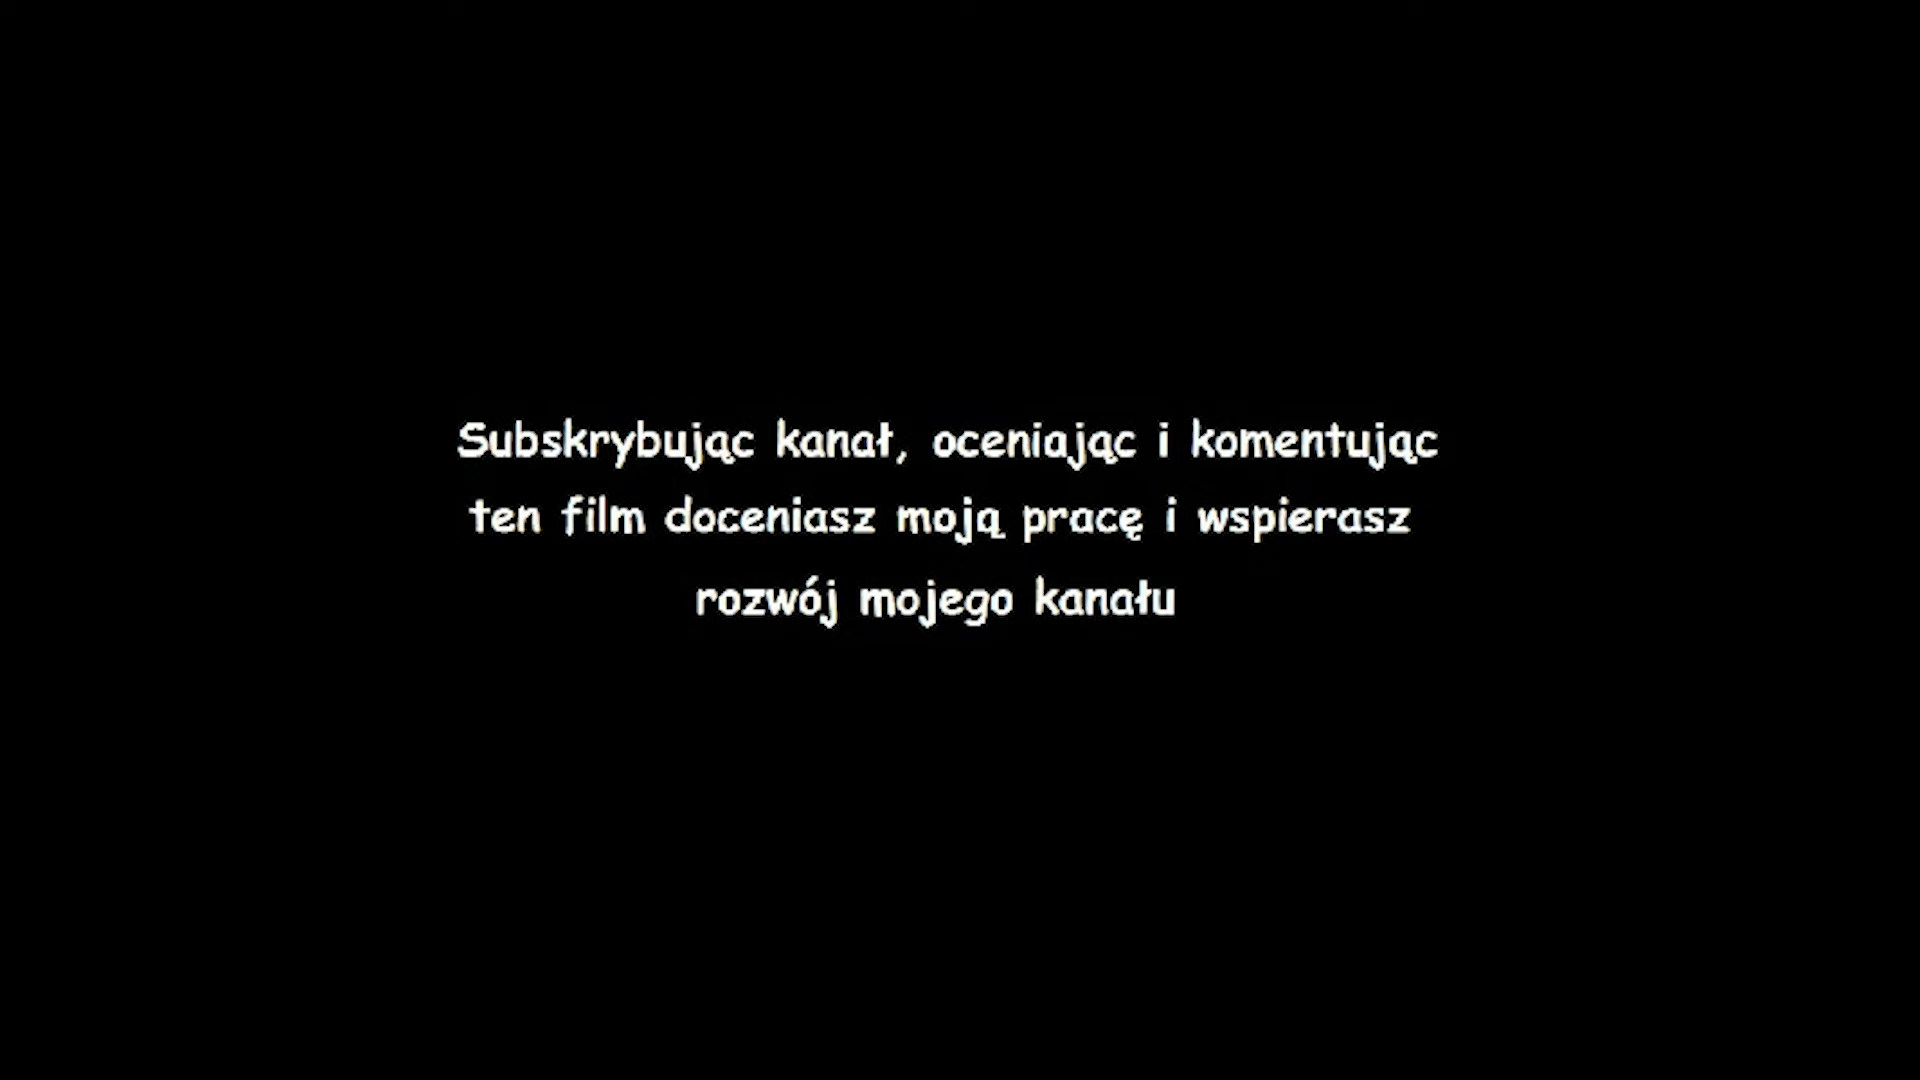 Subskrybując kanał, oceniając i komentując
ten film doceniasz moją pracę i wspierasz
rozwój mojego kanału